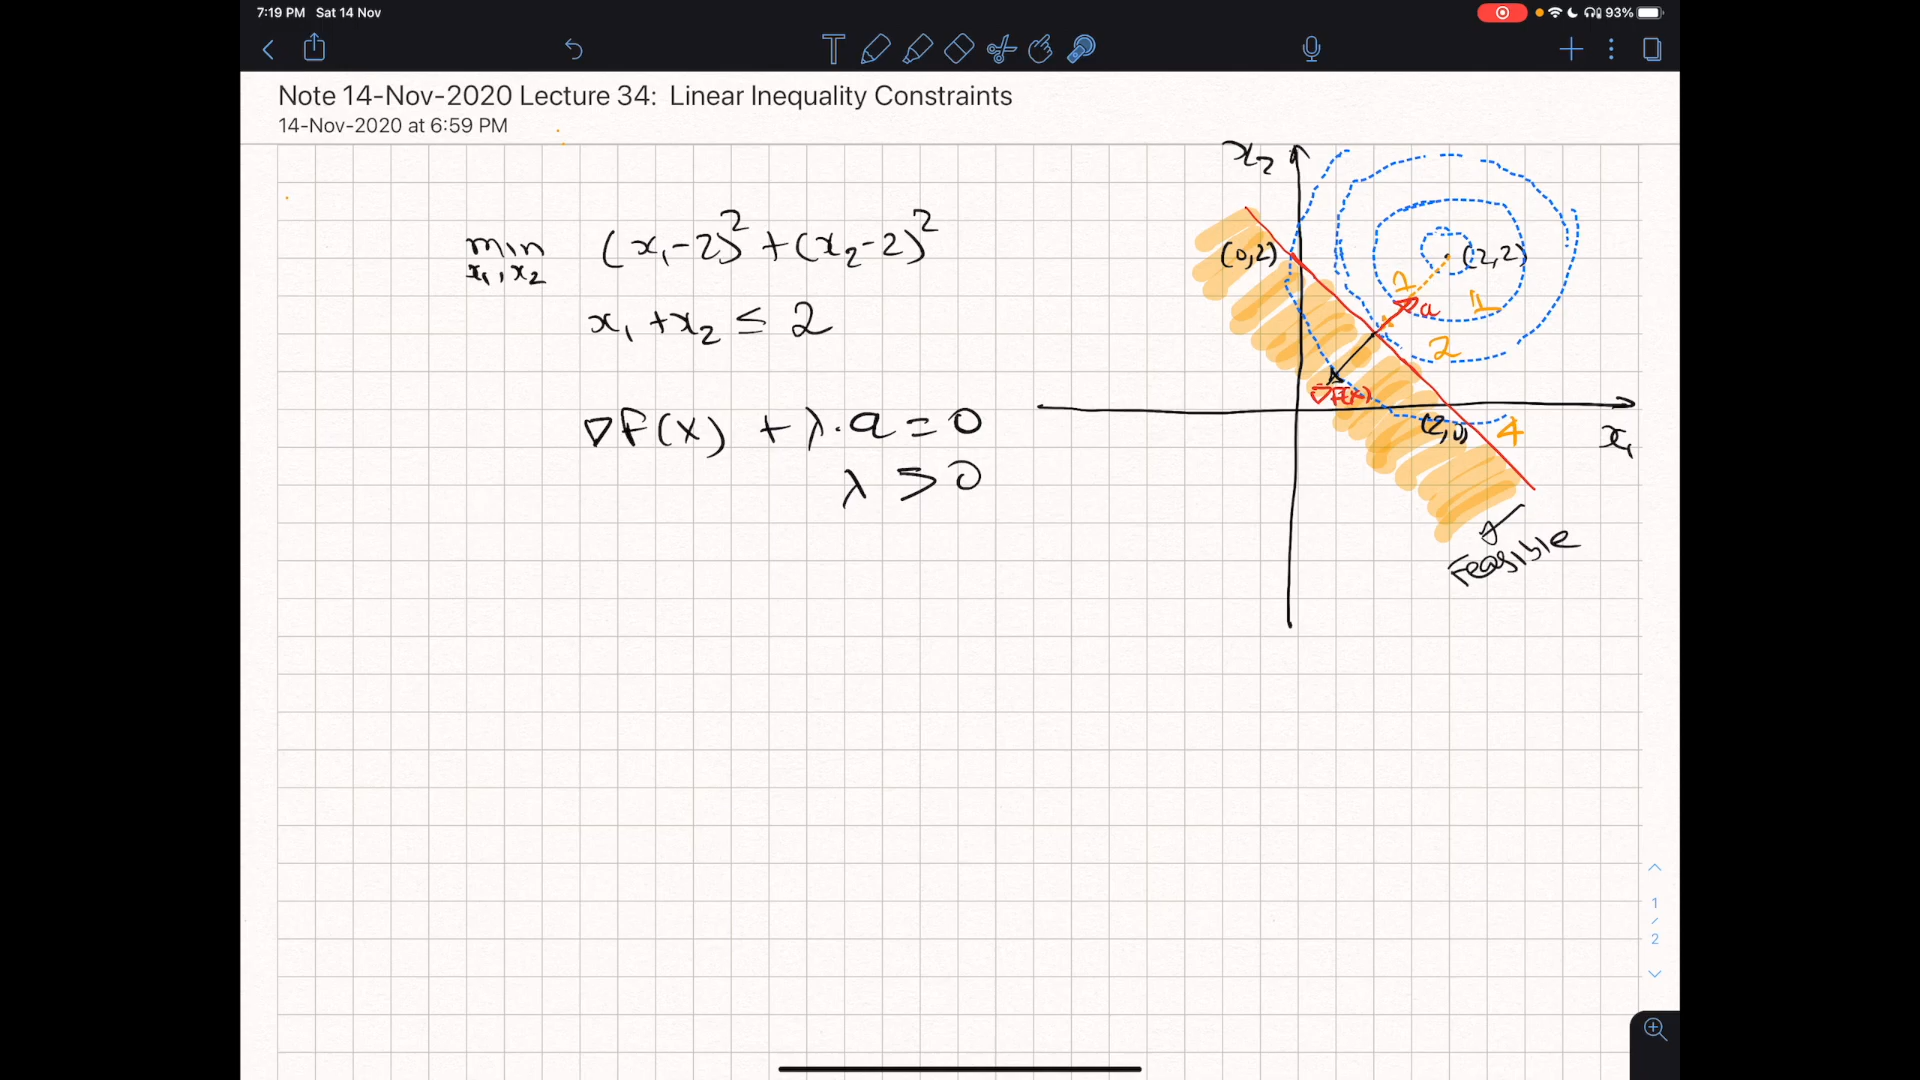 7:19 PM Sat 14 Nov
93%
Note 14-Nov-2020 Lecture 34: Linear Inequality Constraints
14-Nov-2020 at 6:59 PM
min (x₁-2)² + (x₂-2)²
x₁, x₂
x₁ + x₂ ≤ 2
∇F(x) + λ·a = 0
λ > 0
x₂
(0,2)
(2,2)
a
1
2
∇F(x)
(2,0)
4
x₁
Feasible
1
/
2